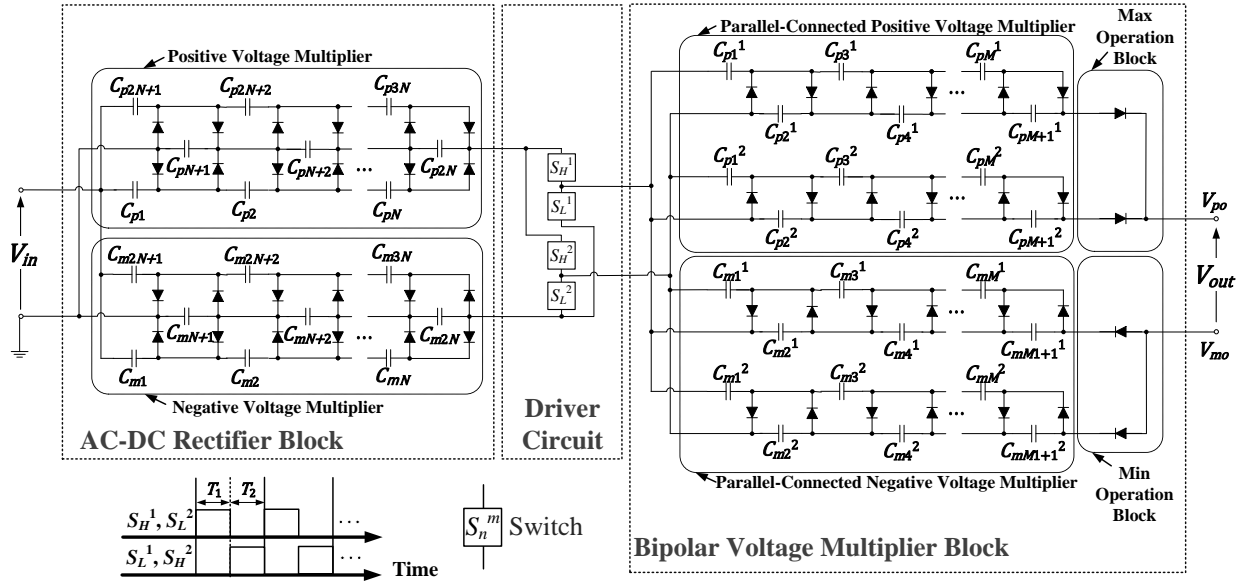 Positive Voltage Multiplier
C_{p2N+1} C_{p2N+2} C_{p3N}
C_{pN+1} C_{pN+2} C_{p2N}
C_{p1} C_{p2} C_{pN}
V_{in}
C_{m2N+1} C_{m2N+2} C_{m3N}
C_{mN+1} C_{mN+2} C_{m2N}
C_{m1} C_{m2} C_{mN}
Negative Voltage Multiplier
AC-DC Rectifier Block
S_H^1
S_L^1
S_H^2
S_L^2
Driver
Circuit
Parallel-Connected Positive Voltage Multiplier
C_{p1}^1 C_{p3}^1 C_{pM}^1
C_{p2}^1 C_{p4}^1 C_{pM+1}^1
C_{p1}^2 C_{p3}^2 C_{pM}^2
C_{p2}^2 C_{p4}^2 C_{pM+1}^2
C_{m1}^1 C_{m3}^1 C_{mM}^1
C_{m2}^1 C_{m4}^1 C_{mM1+1}^1
C_{m1}^2 C_{m3}^2 C_{mM}^2
C_{m2}^2 C_{m4}^2 C_{mM1+1}^2
Parallel-Connected Negative Voltage Multiplier
Max
Operation
Block
V_{po}
V_{out}
V_{mo}
Min
Operation
Block
Bipolar Voltage Multiplier Block
T_1 T_2
S_H^1, S_L^2 ...
S_L^1, S_H^2 ...
Time
S_n^m Switch